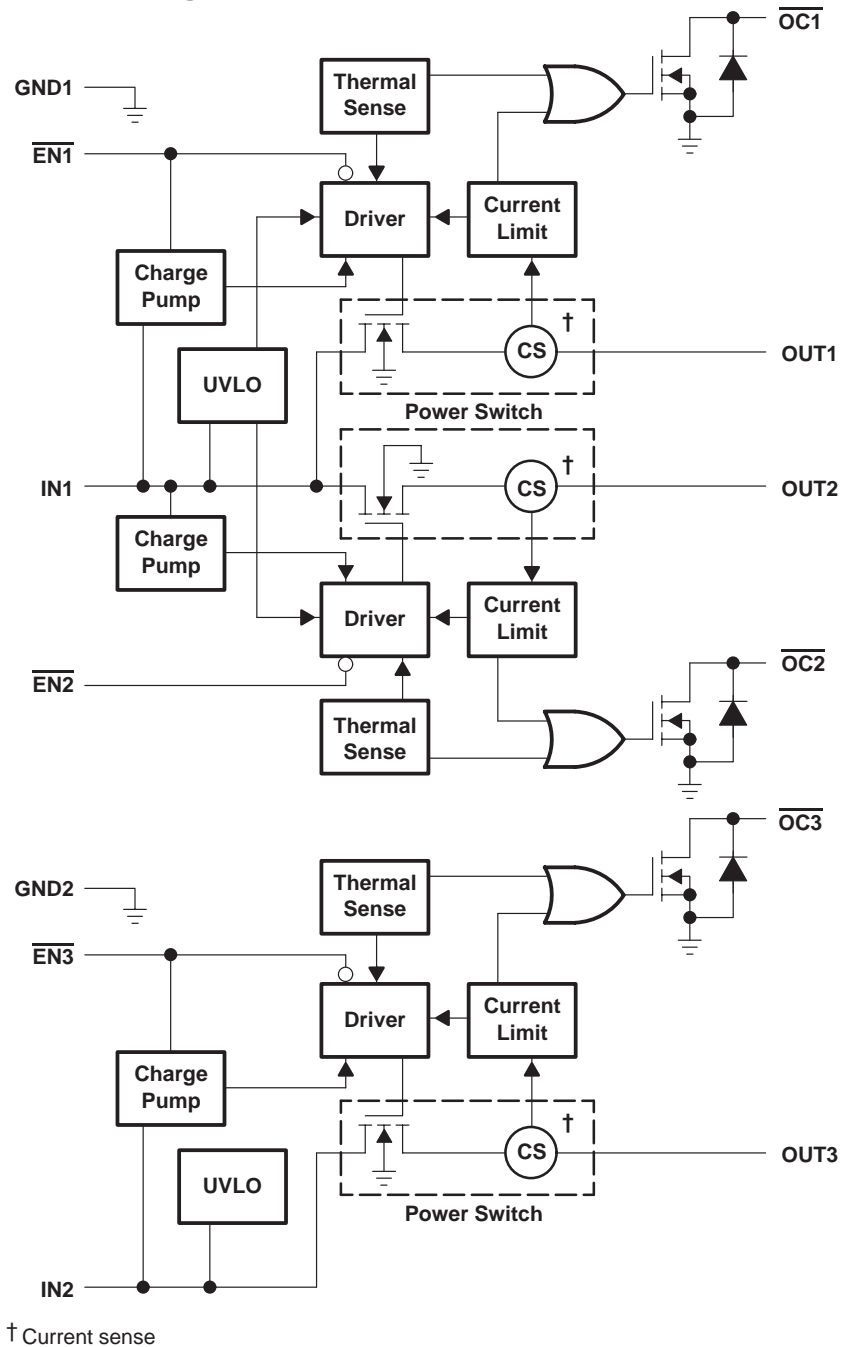 OC1
GND1
Thermal
Sense
EN1
Driver
Current
Limit
Charge
Pump
†
CS
OUT1
UVLO
Power Switch
†
IN1
CS
OUT2
Charge
Pump
Driver
Current
Limit
EN2
OC2
Thermal
Sense
OC3
GND2
Thermal
Sense
EN3
Driver
Current
Limit
Charge
Pump
†
CS
OUT3
UVLO
Power Switch
IN2
† Current sense